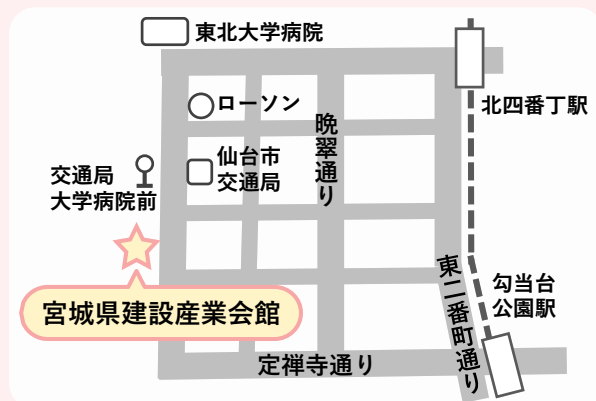 東北大学病院
北四番丁駅
ローソン
晩翠通り
仙台市
交通局
交通局
大学病院前
宮城県建設産業会館
東二番町通り
勾当台
公園駅
定禅寺通り